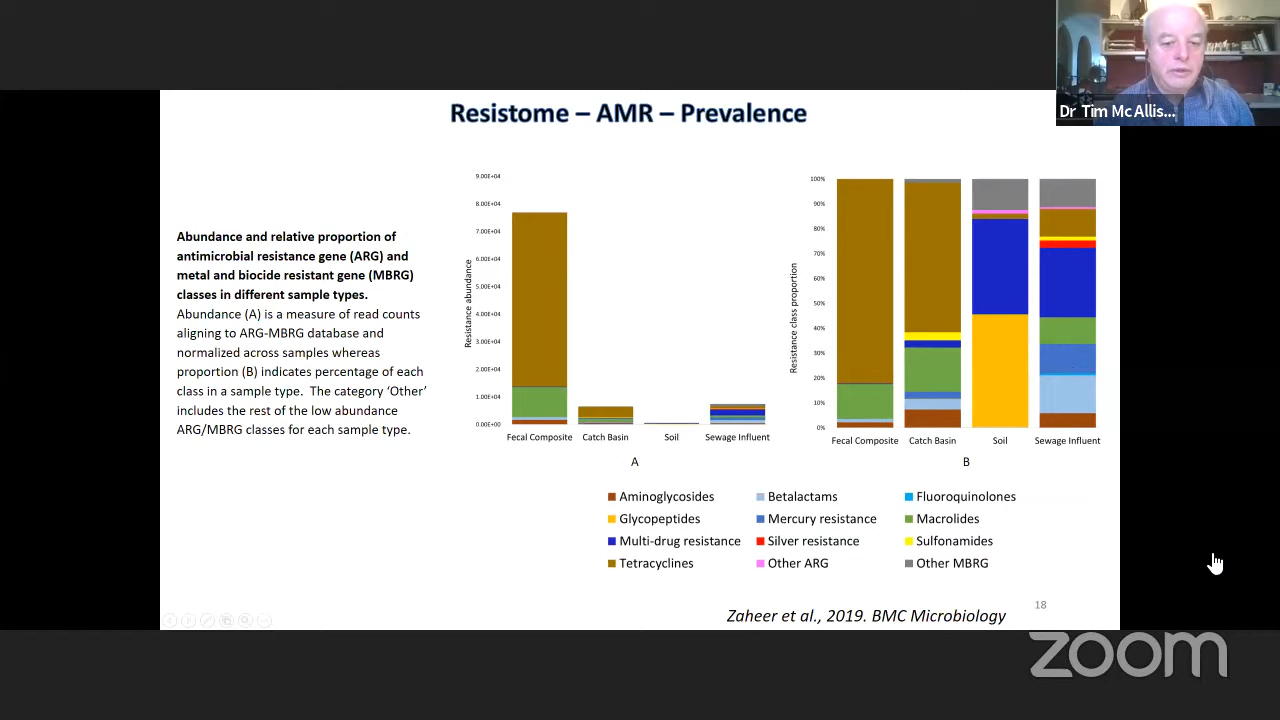 Dr Tim Mc Allis...
Resistome – AMR – Prevalence
Abundance and relative proportion of
antimicrobial resistance gene (ARG) and
metal and biocide resistant gene (MBRG)
classes in different sample types.
Abundance (A) is a measure of read counts
aligning to ARG-MBRG database and
normalized across samples whereas
proportion (B) indicates percentage of each
class in a sample type. The category ‘Other’
includes the rest of the low abundance
ARG/MBRG classes for each sample type.
Resistance abundance
9.00E+04
8.00E+04
7.00E+04
6.00E+04
5.00E+04
4.00E+04
3.00E+04
2.00E+04
1.00E+04
0.00E+00
Fecal Composite Catch Basin Soil Sewage Influent
A
Resistance class proportion
100%
90%
80%
70%
60%
50%
40%
30%
20%
10%
0%
Fecal Composite Catch Basin Soil Sewage Influent
B
Aminoglycosides Betalactams Fluoroquinolones
Glycopeptides Mercury resistance Macrolides
Multi-drug resistance Silver resistance Sulfonamides
Tetracyclines Other ARG Other MBRG
18
Zaheer et al., 2019. BMC Microbiology
zoom